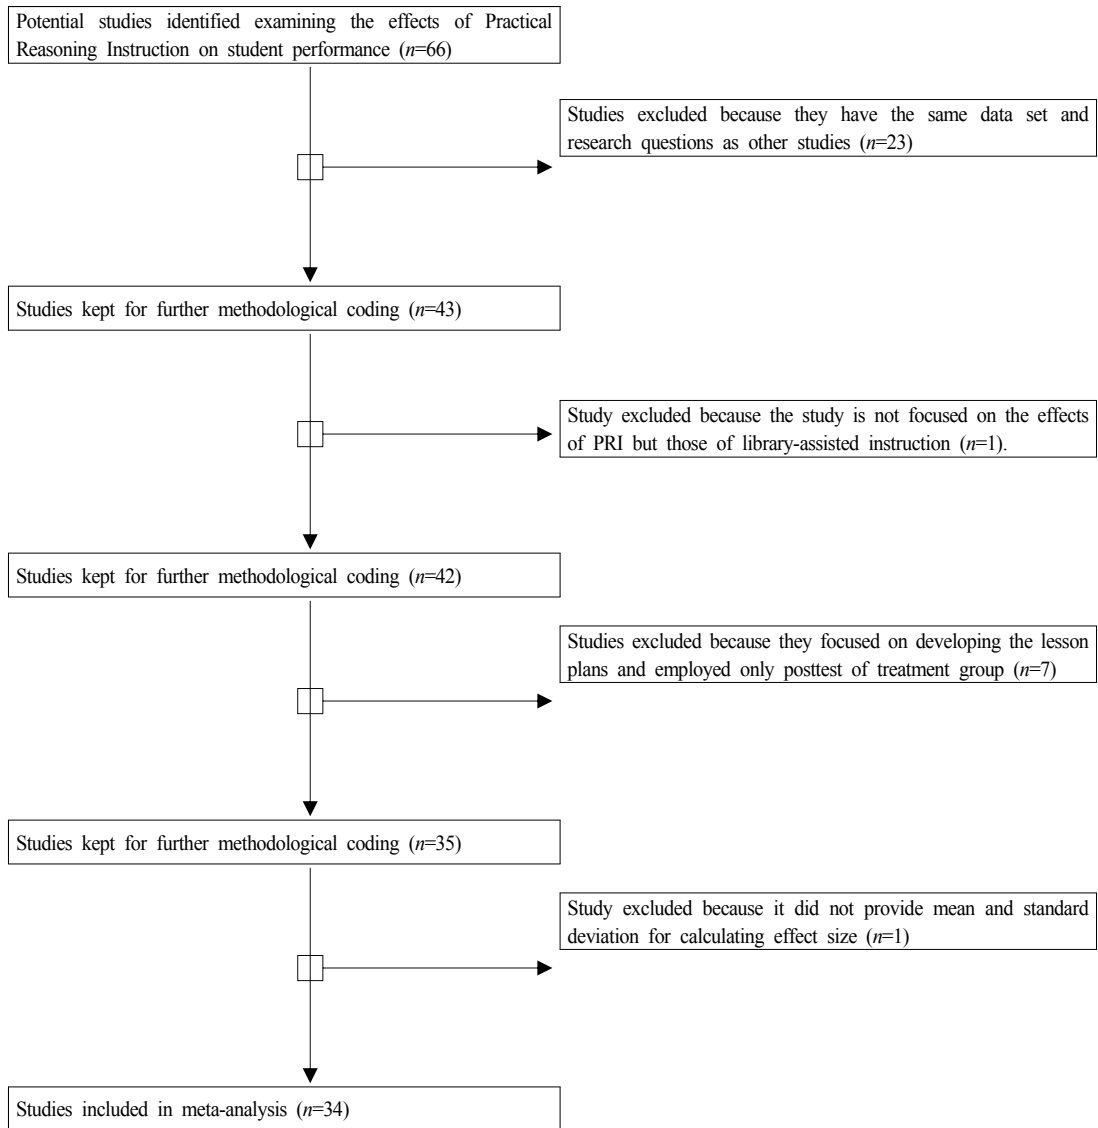 Potential studies identified examining the effects of Practical
Reasoning Instruction on student performance (n=66)
Studies excluded because they have the same data set and
research questions as other studies (n=23)
Studies kept for further methodological coding (n=43)
Study excluded because the study is not focused on the effects
of PRI but those of library-assisted instruction (n=1).
Studies kept for further methodological coding (n=42)
Studies excluded because they focused on developing the lesson
plans and employed only posttest of treatment group (n=7)
Studies kept for further methodological coding (n=35)
Study excluded because it did not provide mean and standard
deviation for calculating effect size (n=1)
Studies included in meta-analysis (n=34)